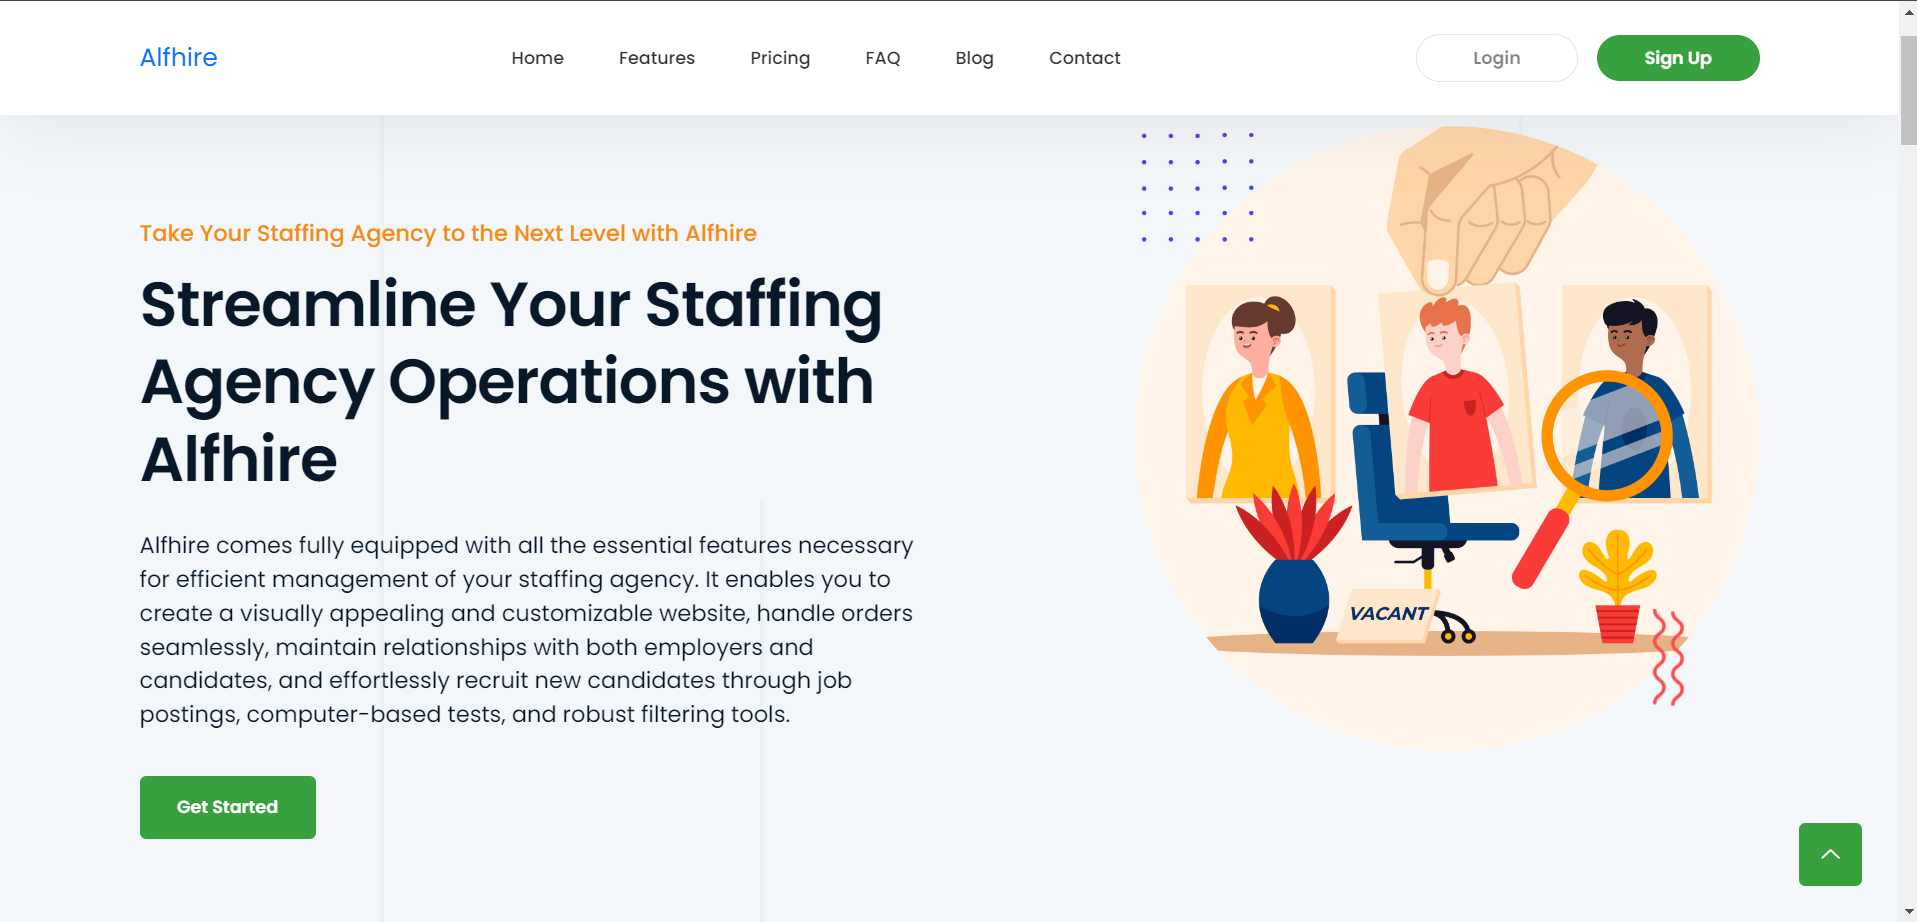 Alfhire
Home
Features
Pricing
FAQ
Blog
Contact
Login
Sign Up
Take Your Staffing Agency to the Next Level with Alfhire
Streamline Your Staffing
Agency Operations with
Alfhire
Alfhire comes fully equipped with all the essential features necessary
for efficient management of your staffing agency. It enables you to
create a visually appealing and customizable website, handle orders
seamlessly, maintain relationships with both employers and
candidates, and effortlessly recruit new candidates through job
postings, computer-based tests, and robust filtering tools.
Get Started
VACANT